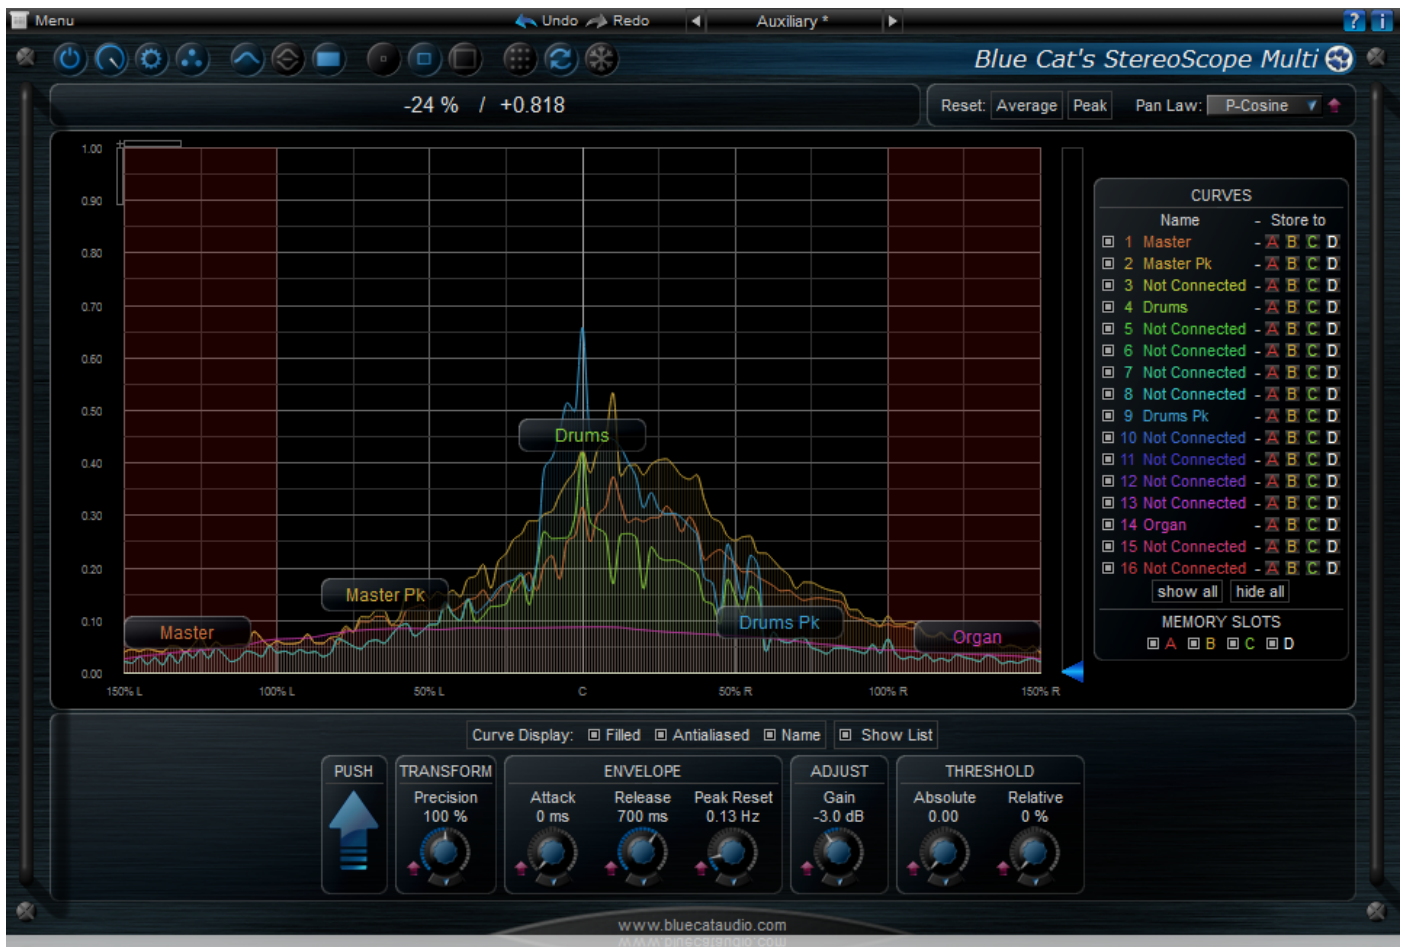 Menu Undo Redo Auxiliary * ? i
Blue Cat's StereoScope Multi
-24 % / +0.818
Reset: Average Peak Pan Law: P-Cosine
1.00
0.90
0.80
0.70
0.60
0.50
0.40
0.30
0.20
0.10
0.00
150% L 100% L 50% L C 50% R 100% R 150% R
Drums
Master Pk
Master
Drums Pk
Organ
CURVES
Name - Store to
1 Master - A B C D
2 Master Pk - A B C D
3 Not Connected - A B C D
4 Drums - A B C D
5 Not Connected - A B C D
6 Not Connected - A B C D
7 Not Connected - A B C D
8 Not Connected - A B C D
9 Drums Pk - A B C D
10 Not Connected - A B C D
11 Not Connected - A B C D
12 Not Connected - A B C D
13 Not Connected - A B C D
14 Organ - A B C D
15 Not Connected - A B C D
16 Not Connected - A B C D
show all hide all
MEMORY SLOTS
A B C D
Curve Display: Filled Antialiased Name Show List
PUSH TRANSFORM ENVELOPE ADJUST THRESHOLD
Precision Attack Release Peak Reset Gain Absolute Relative
100 % 0 ms 700 ms 0.13 Hz -3.0 dB 0.00 0 %
www.bluecataudio.com